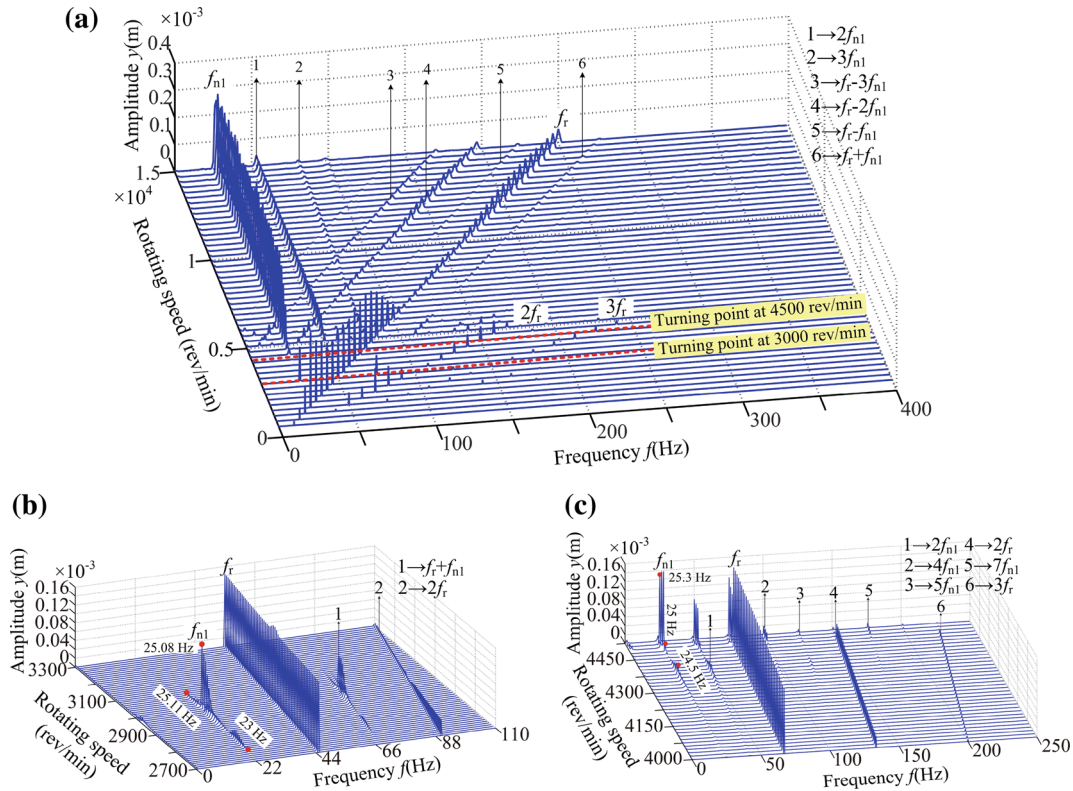 (a)
×10⁻³
Amplitude y(m)
0.4
0.3
0.2
0.1
0
1.5
×10⁴
1
0.5
0
Rotating speed (rev/min)
fn1
1
2
3
4
5
6
fr
1→2fn1
2→3fn1
3→fr-3fn1
4→fr-2fn1
5→fr-fn1
6→fr+fn1
2fr
3fr
Turning point at 4500 rev/min
Turning point at 3000 rev/min
0
100
200
300
400
Frequency f(Hz)
(b)
×10⁻³
Amplitude y(m)
0.16
0.12
0.08
0.04
0
3300
3100
2900
2700
Rotating speed
(rev/min)
fr
fn1
25.08 Hz
25.11 Hz
23 Hz
1
2
1→fr+fn1
2→2fr
0
22
44
66
88
110
Frequency f(Hz)
(c)
×10⁻³
Amplitude y(m)
0.16
0.12
0.08
0.04
0
4450
4300
4150
4000
Rotating speed
(rev/min)
fn1
25.3 Hz
25 Hz
24.5 Hz
fr
1
2
3
4
5
6
1→2fn1 4→2fr
2→4fn1 5→7fn1
3→5fn1 6→3fr
0
50
100
150
200
250
Frequency f(Hz)